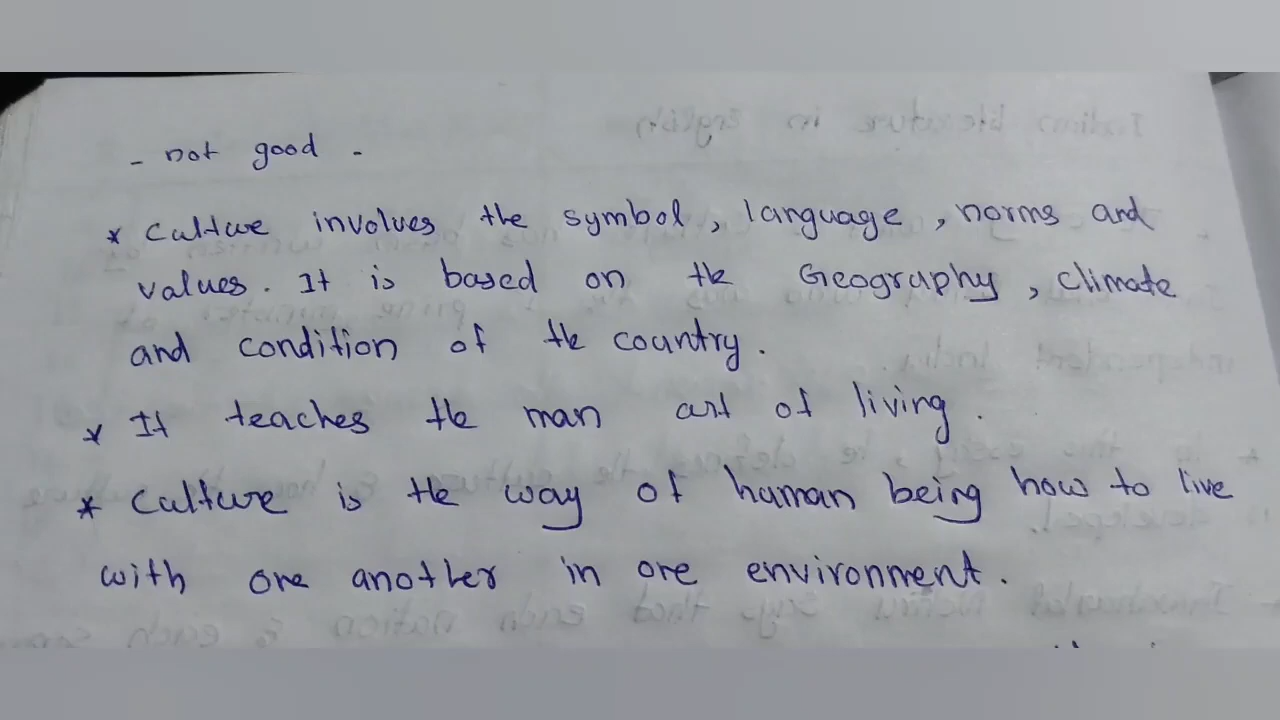 - not good -
* Culture involves the symbol, language, norms and
values. It is based on the Geography, climate
and condition of the country.
* It teaches the man art of living.
* Culture is the way of human being how to live
with one another in one environment.